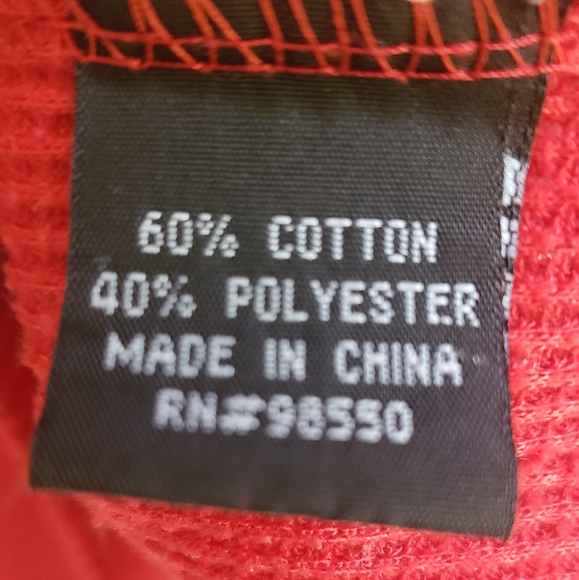 60% COTTON
40% POLYESTER
MADE IN CHINA
RN#98550